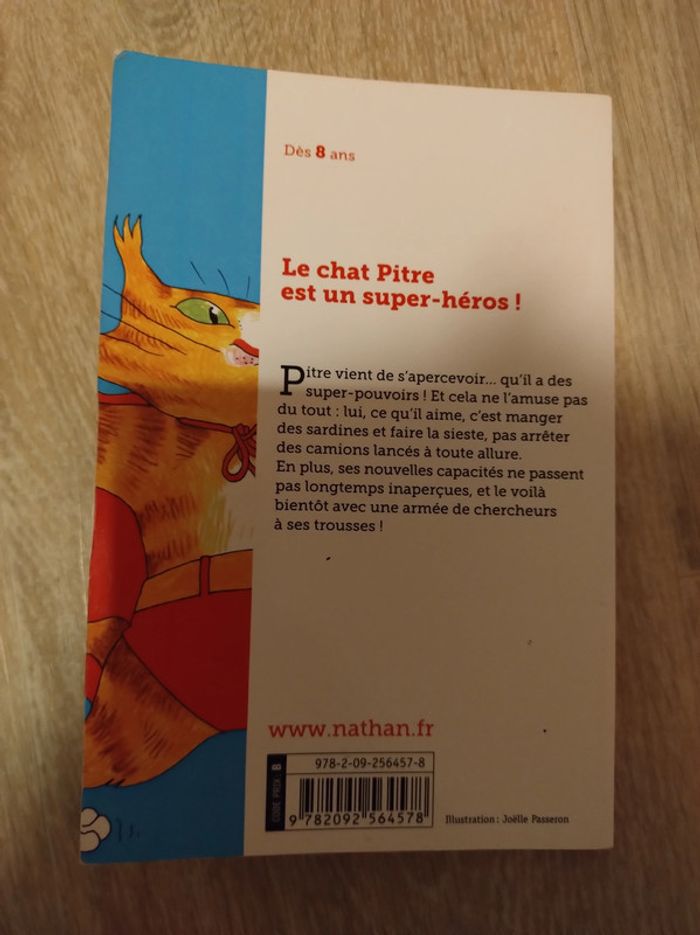 Dès 8 ans
Le chat Pitre
est un super-héros !
Pitre vient de s'apercevoir... qu'il a des
super-pouvoirs ! Et cela ne l'amuse pas
du tout : lui, ce qu'il aime, c'est manger
des sardines et faire la sieste, pas arrêter
des camions lancés à toute allure.
En plus, ses nouvelles capacités ne passent
pas longtemps inaperçues, et le voilà
bientôt avec une armée de chercheurs
à ses trousses !
www.nathan.fr
CODE PRIX : 8
978-2-09-256457-8
9 782092 564578
Illustration : Joëlle Passeron